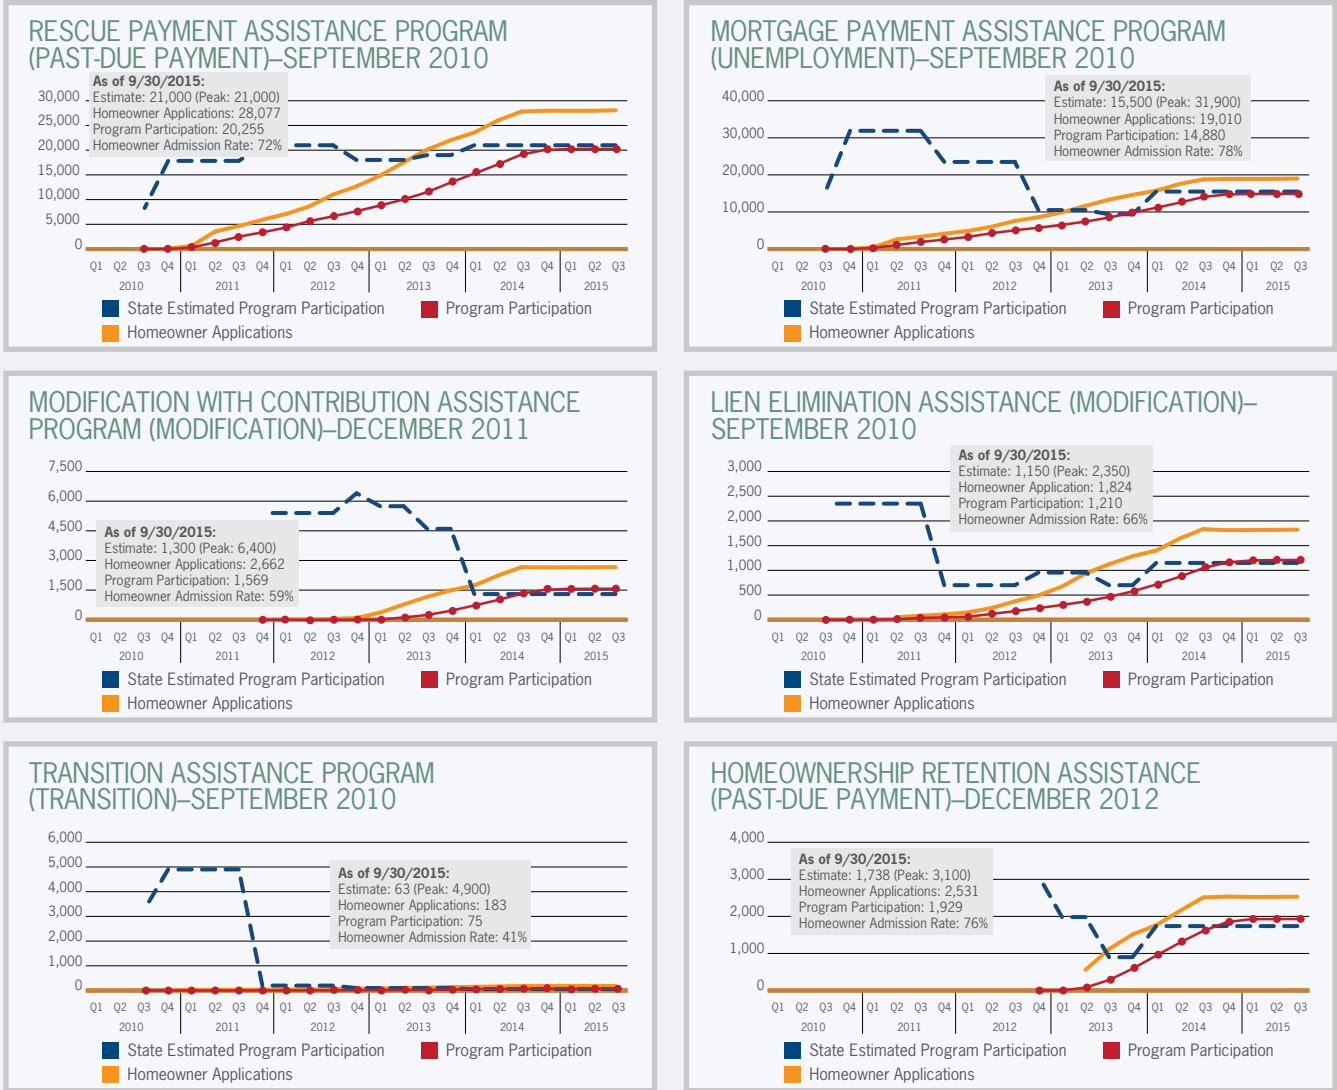 RESCUE PAYMENT ASSISTANCE PROGRAM
(PAST-DUE PAYMENT)–SEPTEMBER 2010
As of 9/30/2015:
Estimate: 21,000 (Peak: 21,000)
Homeowner Applications: 28,077
Program Participation: 20,255
Homeowner Admission Rate: 72%
30,000
25,000
20,000
15,000
10,000
5,000
0
Q1 Q2 Q3 Q4 Q1 Q2 Q3 Q4 Q1 Q2 Q3 Q4 Q1 Q2 Q3 Q4 Q1 Q2 Q3 Q4 Q1 Q2 Q3
2010 2011 2012 2013 2014 2015
State Estimated Program Participation Program Participation
Homeowner Applications
MORTGAGE PAYMENT ASSISTANCE PROGRAM
(UNEMPLOYMENT)–SEPTEMBER 2010
As of 9/30/2015:
Estimate: 15,500 (Peak: 31,900)
Homeowner Applications: 19,010
Program Participation: 14,880
Homeowner Admission Rate: 78%
40,000
30,000
20,000
10,000
0
Q1 Q2 Q3 Q4 Q1 Q2 Q3 Q4 Q1 Q2 Q3 Q4 Q1 Q2 Q3 Q4 Q1 Q2 Q3 Q4 Q1 Q2 Q3
2010 2011 2012 2013 2014 2015
State Estimated Program Participation Program Participation
Homeowner Applications
MODIFICATION WITH CONTRIBUTION ASSISTANCE
PROGRAM (MODIFICATION)–DECEMBER 2011
7,500
6,000
4,500
3,000
1,500
0
As of 9/30/2015:
Estimate: 1,300 (Peak: 6,400)
Homeowner Applications: 2,662
Program Participation: 1,569
Homeowner Admission Rate: 59%
Q1 Q2 Q3 Q4 Q1 Q2 Q3 Q4 Q1 Q2 Q3 Q4 Q1 Q2 Q3 Q4 Q1 Q2 Q3 Q4 Q1 Q2 Q3
2010 2011 2012 2013 2014 2015
State Estimated Program Participation Program Participation
Homeowner Applications
LIEN ELIMINATION ASSISTANCE (MODIFICATION)–
SEPTEMBER 2010
As of 9/30/2015:
Estimate: 1,150 (Peak: 2,350)
Homeowner Application: 1,824
Program Participation: 1,210
Homeowner Admission Rate: 66%
3,000
2,500
2,000
1,500
1,000
500
0
Q1 Q2 Q3 Q4 Q1 Q2 Q3 Q4 Q1 Q2 Q3 Q4 Q1 Q2 Q3 Q4 Q1 Q2 Q3 Q4 Q1 Q2 Q3
2010 2011 2012 2013 2014 2015
State Estimated Program Participation Program Participation
Homeowner Applications
TRANSITION ASSISTANCE PROGRAM
(TRANSITION)–SEPTEMBER 2010
6,000
5,000
4,000
3,000
2,000
1,000
0
As of 9/30/2015:
Estimate: 63 (Peak: 4,900)
Homeowner Applications: 183
Program Participation: 75
Homeowner Admission Rate: 41%
Q1 Q2 Q3 Q4 Q1 Q2 Q3 Q4 Q1 Q2 Q3 Q4 Q1 Q2 Q3 Q4 Q1 Q2 Q3 Q4 Q1 Q2 Q3
2010 2011 2012 2013 2014 2015
State Estimated Program Participation Program Participation
Homeowner Applications
HOMEOWNERSHIP RETENTION ASSISTANCE
(PAST-DUE PAYMENT)–DECEMBER 2012
4,000
3,000
2,000
1,000
0
As of 9/30/2015:
Estimate: 1,738 (Peak: 3,100)
Homeowner Applications: 2,531
Program Participation: 1,929
Homeowner Admission Rate: 76%
Q1 Q2 Q3 Q4 Q1 Q2 Q3 Q4 Q1 Q2 Q3 Q4 Q1 Q2 Q3 Q4 Q1 Q2 Q3 Q4 Q1 Q2 Q3
2010 2011 2012 2013 2014 2015
State Estimated Program Participation Program Participation
Homeowner Applications